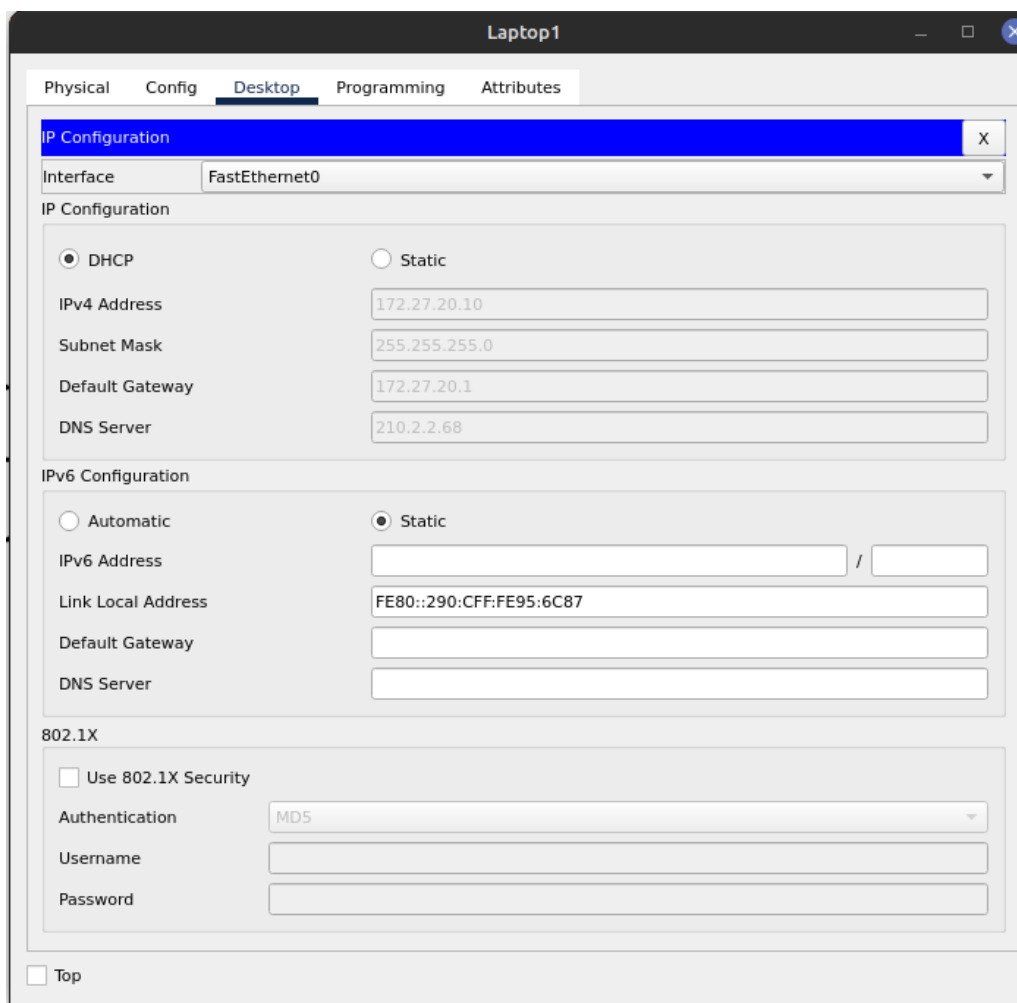 Laptop1
Physical Config Desktop Programming Attributes
IP Configuration X
Interface FastEthernet0
IP Configuration
DHCP Static
IPv4 Address 172.27.20.10
Subnet Mask 255.255.255.0
Default Gateway 172.27.20.1
DNS Server 210.2.2.68
IPv6 Configuration
Automatic Static
IPv6 Address /
Link Local Address FE80::290:CFF:FE95:6C87
Default Gateway
DNS Server
802.1X
Use 802.1X Security
Authentication MD5
Username
Password
Top